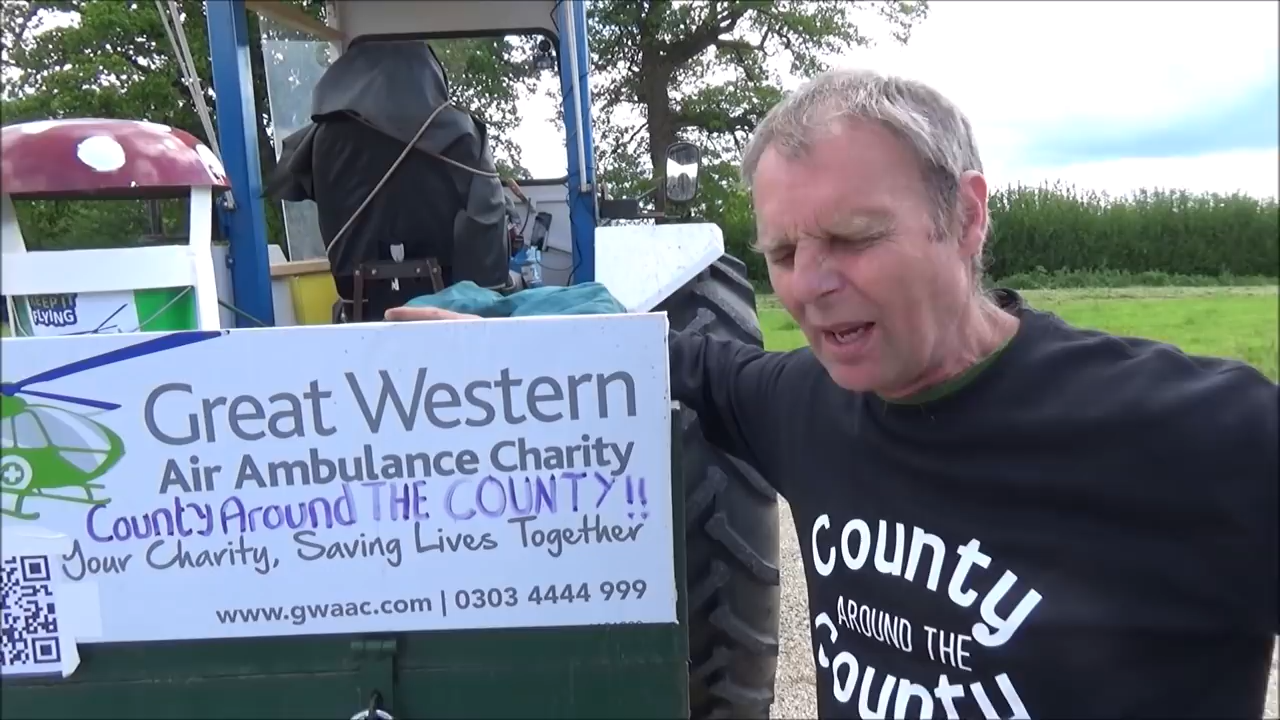 KEEP IT
FLYING
Great Western
Air Ambulance Charity
County Around THE COUNTY!!
Your Charity, Saving Lives Together
www.gwaac.com | 0303 4444 999
County
AROUND THE
County